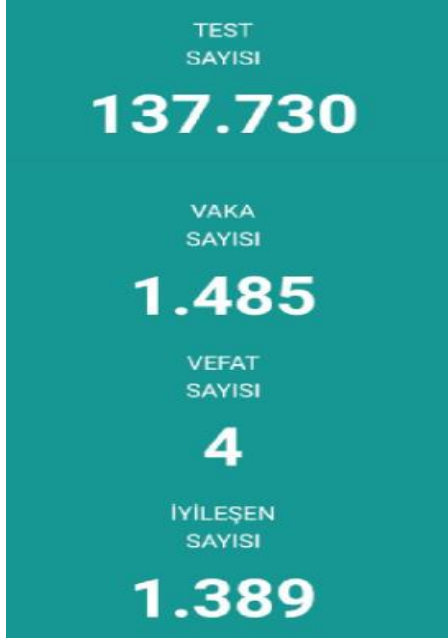 TEST
SAYISI
137.730
VAKA
SAYISI
1.485
VEFAT
SAYISI
4
İYİLEŞEN
SAYISI
1.389